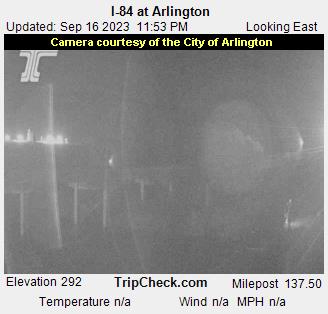 I-84 at Arlington
Updated: Sep 16 2023 11:53 PM Looking East
Camera courtesy of the City of Arlington
Elevation 292 TripCheck.com Milepost 137.50
Temperature n/a Wind n/a MPH n/a